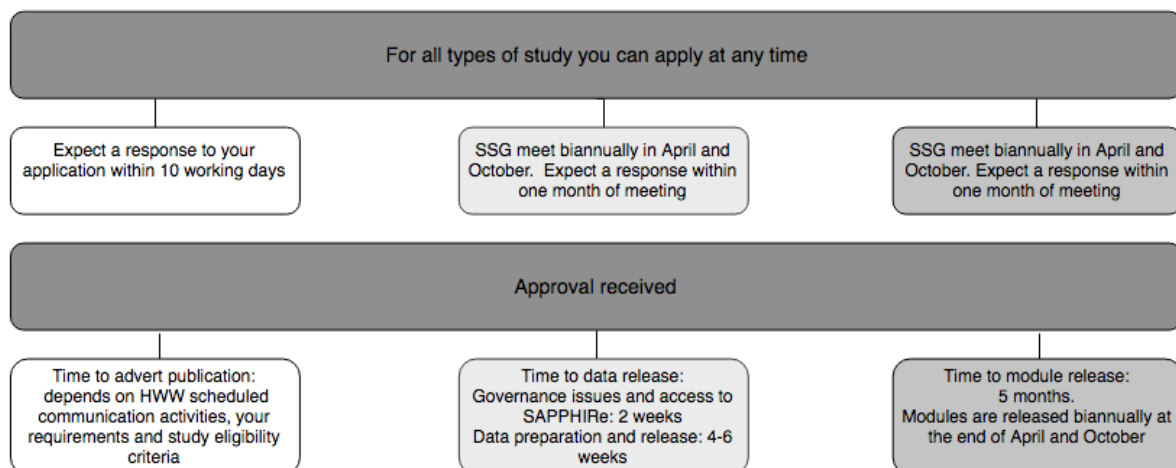 For all types of study you can apply at any time
Expect a response to your
application within 10 working days
SSG meet biannually in April and
October.  Expect a response within
one month of meeting
SSG meet biannually in April and
October. Expect a response within
one month of meeting
Approval received
Time to advert publication:
depends on HWW scheduled
communication activities, your
requirements and study eligibility
criteria
Time to data release:
Governance issues and access to
SAPPHIRe: 2 weeks
Data preparation and release: 4-6
weeks
Time to module release:
5 months.
Modules are released biannually at
the end of April and October